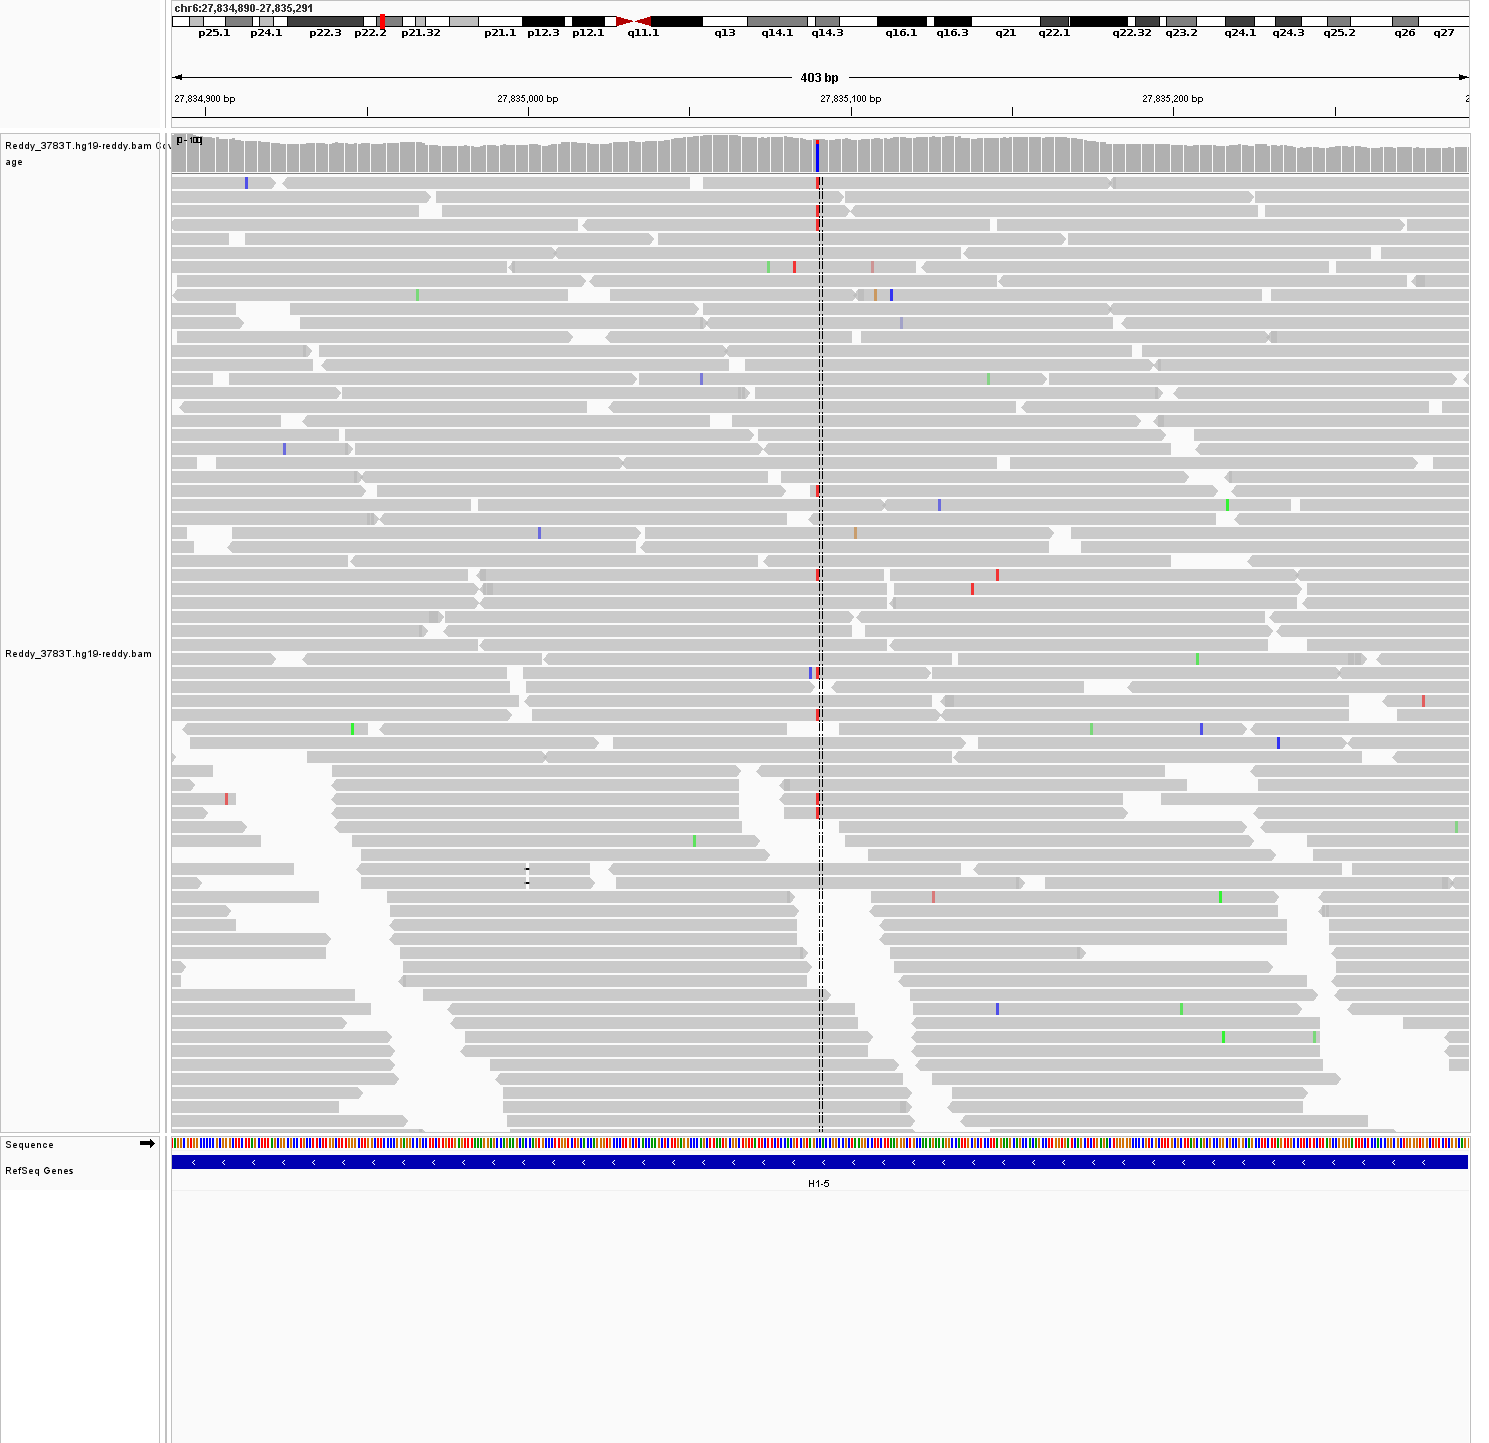 chr6:27,834,890-27,835,291
p25.1 p24.1 p22.3 p22.2 p21.32 p21.1 p12.3 p12.1 q11.1 q13 q14.1 q14.3 q16.1 q16.3 q21 q22.1 q22.32 q23.2 q24.1 q24.3 q25.2 q26 q27
403 bp
27,834,900 bp 27,835,000 bp 27,835,100 bp 27,835,200 bp 2
Reddy_3783T.hg19-reddy.bam Cov
age
Reddy_3783T.hg19-reddy.bam
Sequence
RefSeq Genes
H1-5